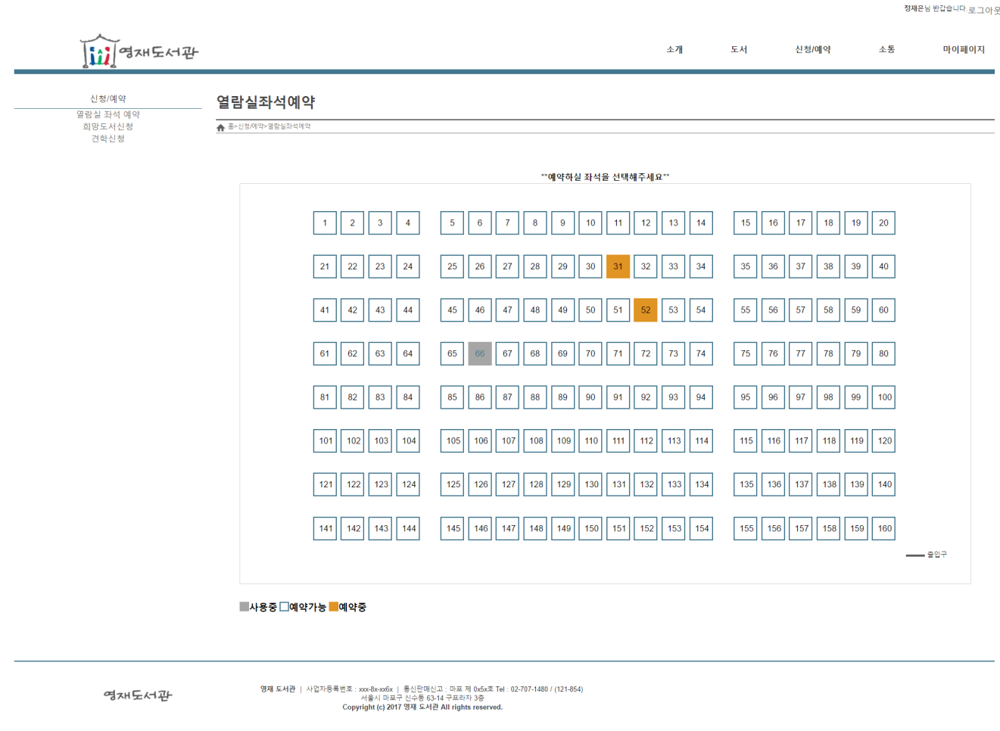 정재은님 반갑습니다.로그아웃
영재도서관
소개 도서 신청/예약 소통 마이페이지
신청/예약
열람실 좌석 예약
희망도서신청
견학신청
열람실좌석예약
홈>신청/예약>열람실좌석예약
**예약하실 좌석을 선택해주세요**
1 2 3 4 5 6 7 8 9 10 11 12 13 14 15 16 17 18 19 20
21 22 23 24 25 26 27 28 29 30 31 32 33 34 35 36 37 38 39 40
41 42 43 44 45 46 47 48 49 50 51 52 53 54 55 56 57 58 59 60
61 62 63 64 65 66 67 68 69 70 71 72 73 74 75 76 77 78 79 80
81 82 83 84 85 86 87 88 89 90 91 92 93 94 95 96 97 98 99 100
101 102 103 104 105 106 107 108 109 110 111 112 113 114 115 116 117 118 119 120
121 122 123 124 125 126 127 128 129 130 131 132 133 134 135 136 137 138 139 140
141 142 143 144 145 146 147 148 149 150 151 152 153 154 155 156 157 158 159 160
출입구
사용중 예약가능 예약중
영재도서관
영재 도서관 | 사업자등록번호 : xxx-8x-xx6x | 통신판매신고 : 마포 제 0x5x호 Tel : 02-707-1480 / (121-854)
서울시 마포구 신수동 63-14 구프라자 3층
Copyright (c) 2017 영재 도서관 All rights reserved.